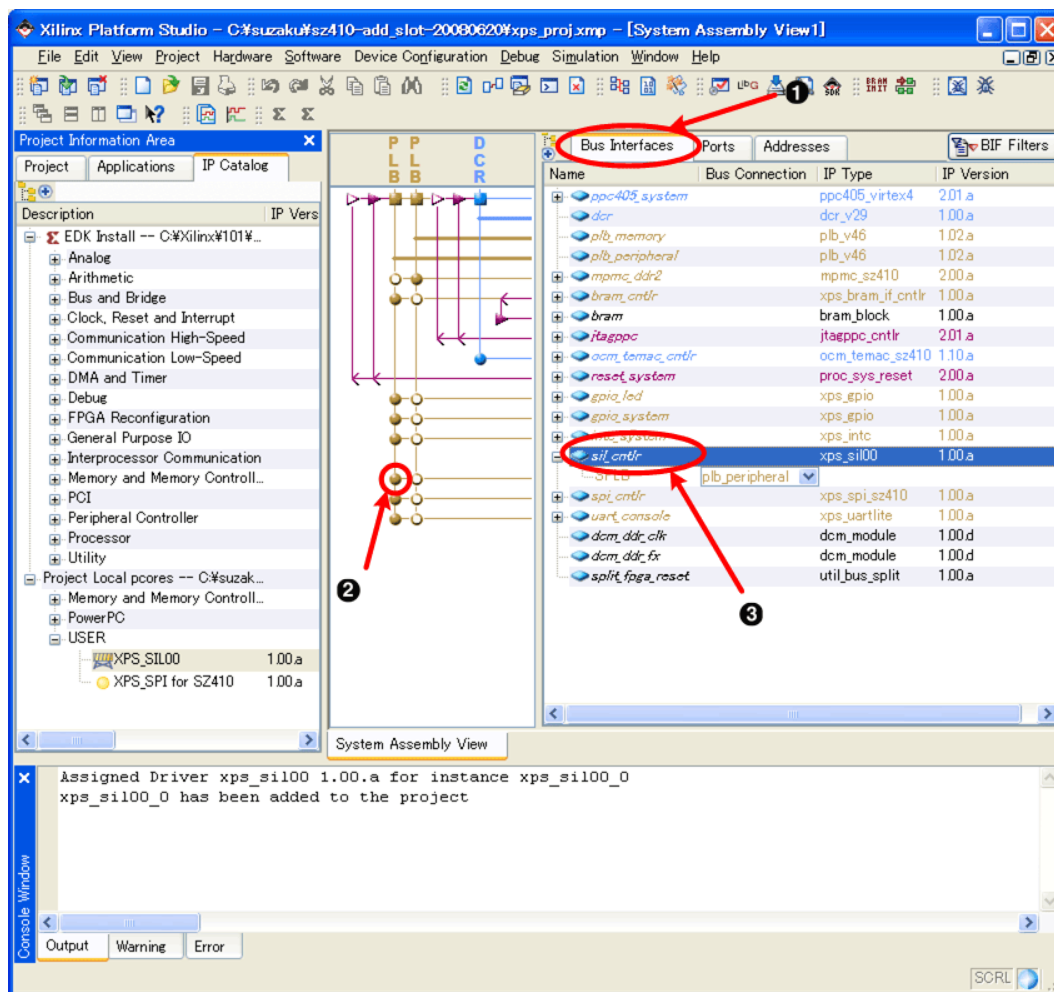 Xilinx Platform Studio - C:¥suzaku¥sz410-add_slot-20080620¥xps_proj.xmp - [System Assembly View1]
File Edit View Project Hardware Software Device Configuration Debug Simulation Window Help
❶
Project Information Area
Project Applications IP Catalog
Description IP Vers
EDK Install -- C:¥Xilinx¥101¥...
Analog
Arithmetic
Bus and Bridge
Clock, Reset and Interrupt
Communication High-Speed
Communication Low-Speed
DMA and Timer
Debug
FPGA Reconfiguration
General Purpose IO
Interprocessor Communication
Memory and Memory Controll...
PCI
Peripheral Controller
Processor
Utility
Project Local pcores -- C:¥suzak...
Memory and Memory Controll...
PowerPC
USER
XPS_SIL00 1.00.a
XPS_SPI for SZ410 1.00.a
PLB PLB DCR
❷
System Assembly View
Bus Interfaces Ports Addresses BIF Filters
Name Bus Connection IP Type IP Version
ppc405_system ppc405_virtex4 2.01.a
dcr dcr_v29 1.00.a
plb_memory plb_v46 1.02.a
plb_peripheral plb_v46 1.02.a
mpmc_ddr2 mpmc_sz410 2.00.a
bram_cntlr xps_bram_if_cntlr 1.00.a
bram bram_block 1.00.a
jtagppc jtagppc_cntlr 2.01.a
ocm_temac_cntlr ocm_temac_sz410 1.10.a
reset_system proc_sys_reset 2.00.a
gpio_led xps_gpio 1.00.a
gpio_system xps_gpio 1.00.a
xps_intc 1.00.a
sil_cntlr xps_sil00 1.00.a
SPLB plb_peripheral
spi_cntlr xps_spi_sz410 1.00.a
uart_console xps_uartlite 1.00.a
dcm_ddr_clk dcm_module 1.00.d
dcm_ddr_fx dcm_module 1.00.d
split_fpga_reset util_bus_split 1.00.a
❸
Console Window
Assigned Driver xps_sil00 1.00.a for instance xps_sil00_0
xps_sil00_0 has been added to the project
Output Warning Error
SCRL